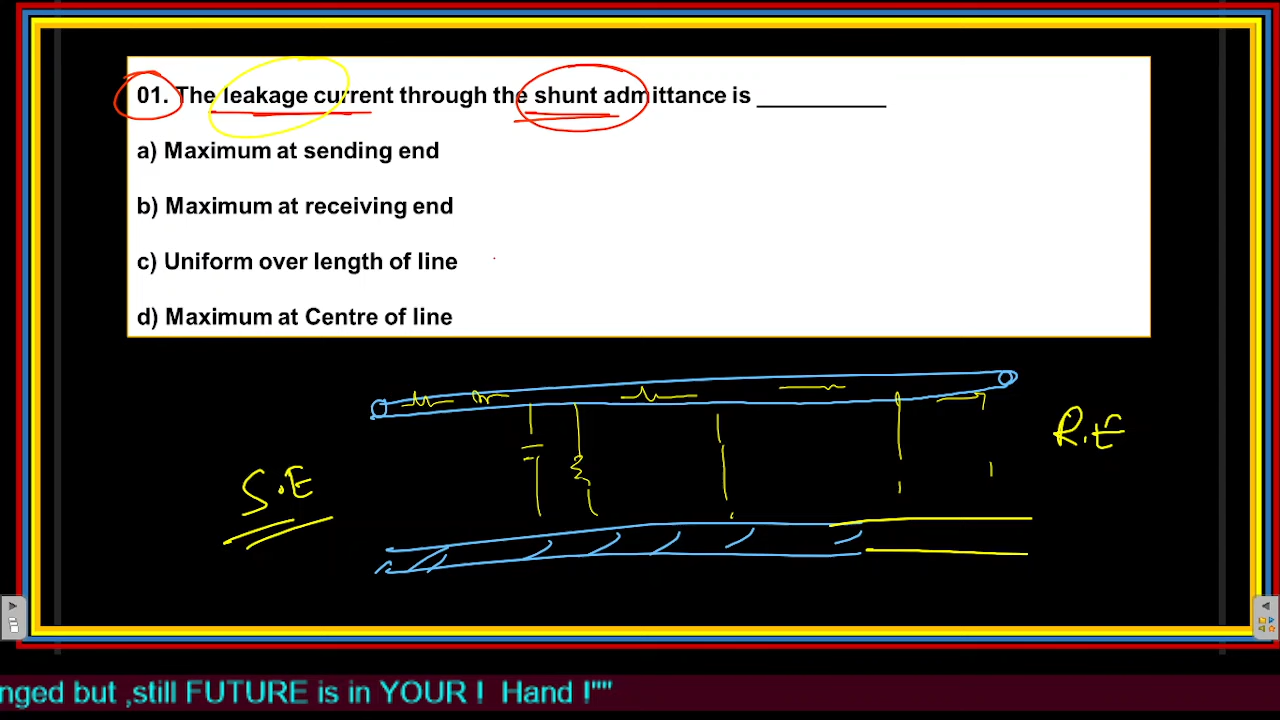 01. The leakage current through the shunt admittance is __________
a) Maximum at sending end
b) Maximum at receiving end
c) Uniform over length of line
d) Maximum at Centre of line
R.E
S.E
nged but ,still FUTURE is in YOUR ! Hand !""